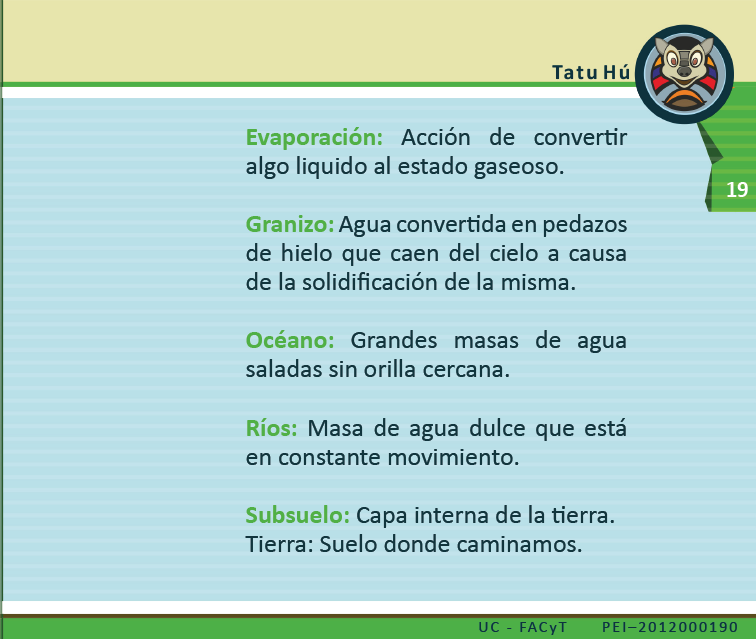 Tatu Hú
Evaporación: Acción de convertir
algo liquido al estado gaseoso.
19
Granizo: Agua convertida en pedazos
de hielo que caen del cielo a causa
de la solidificación de la misma.
Océano: Grandes masas de agua
saladas sin orilla cercana.
Ríos: Masa de agua dulce que está
en constante movimiento.
Subsuelo: Capa interna de la tierra.
Tierra: Suelo donde caminamos.
UC - FACyT PEI–2012000190